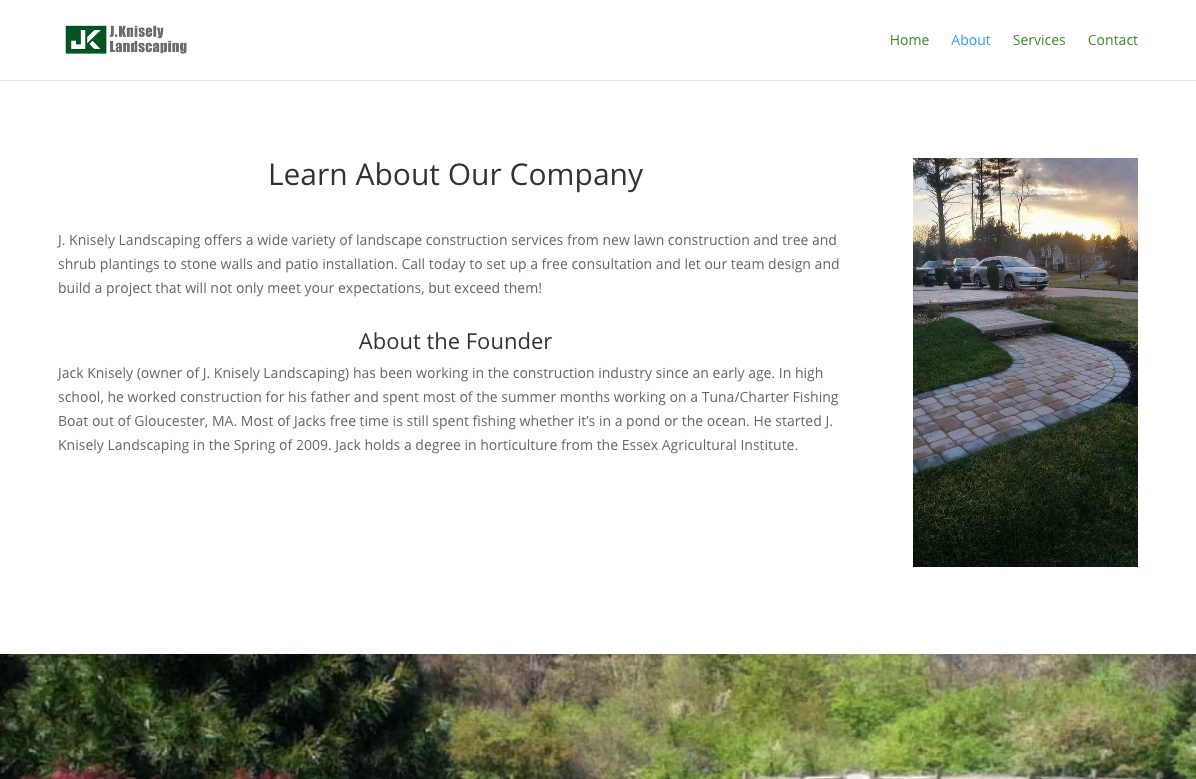 J.Knisely
Landscaping
Home About Services Contact
Learn About Our Company
J. Knisely Landscaping offers a wide variety of landscape construction services from new lawn construction and tree and
shrub plantings to stone walls and patio installation. Call today to set up a free consultation and let our team design and
build a project that will not only meet your expectations, but exceed them!
About the Founder
Jack Knisely (owner of J. Knisely Landscaping) has been working in the construction industry since an early age. In high
school, he worked construction for his father and spent most of the summer months working on a Tuna/Charter Fishing
Boat out of Gloucester, MA. Most of Jacks free time is still spent fishing whether it’s in a pond or the ocean. He started J.
Knisely Landscaping in the Spring of 2009. Jack holds a degree in horticulture from the Essex Agricultural Institute.